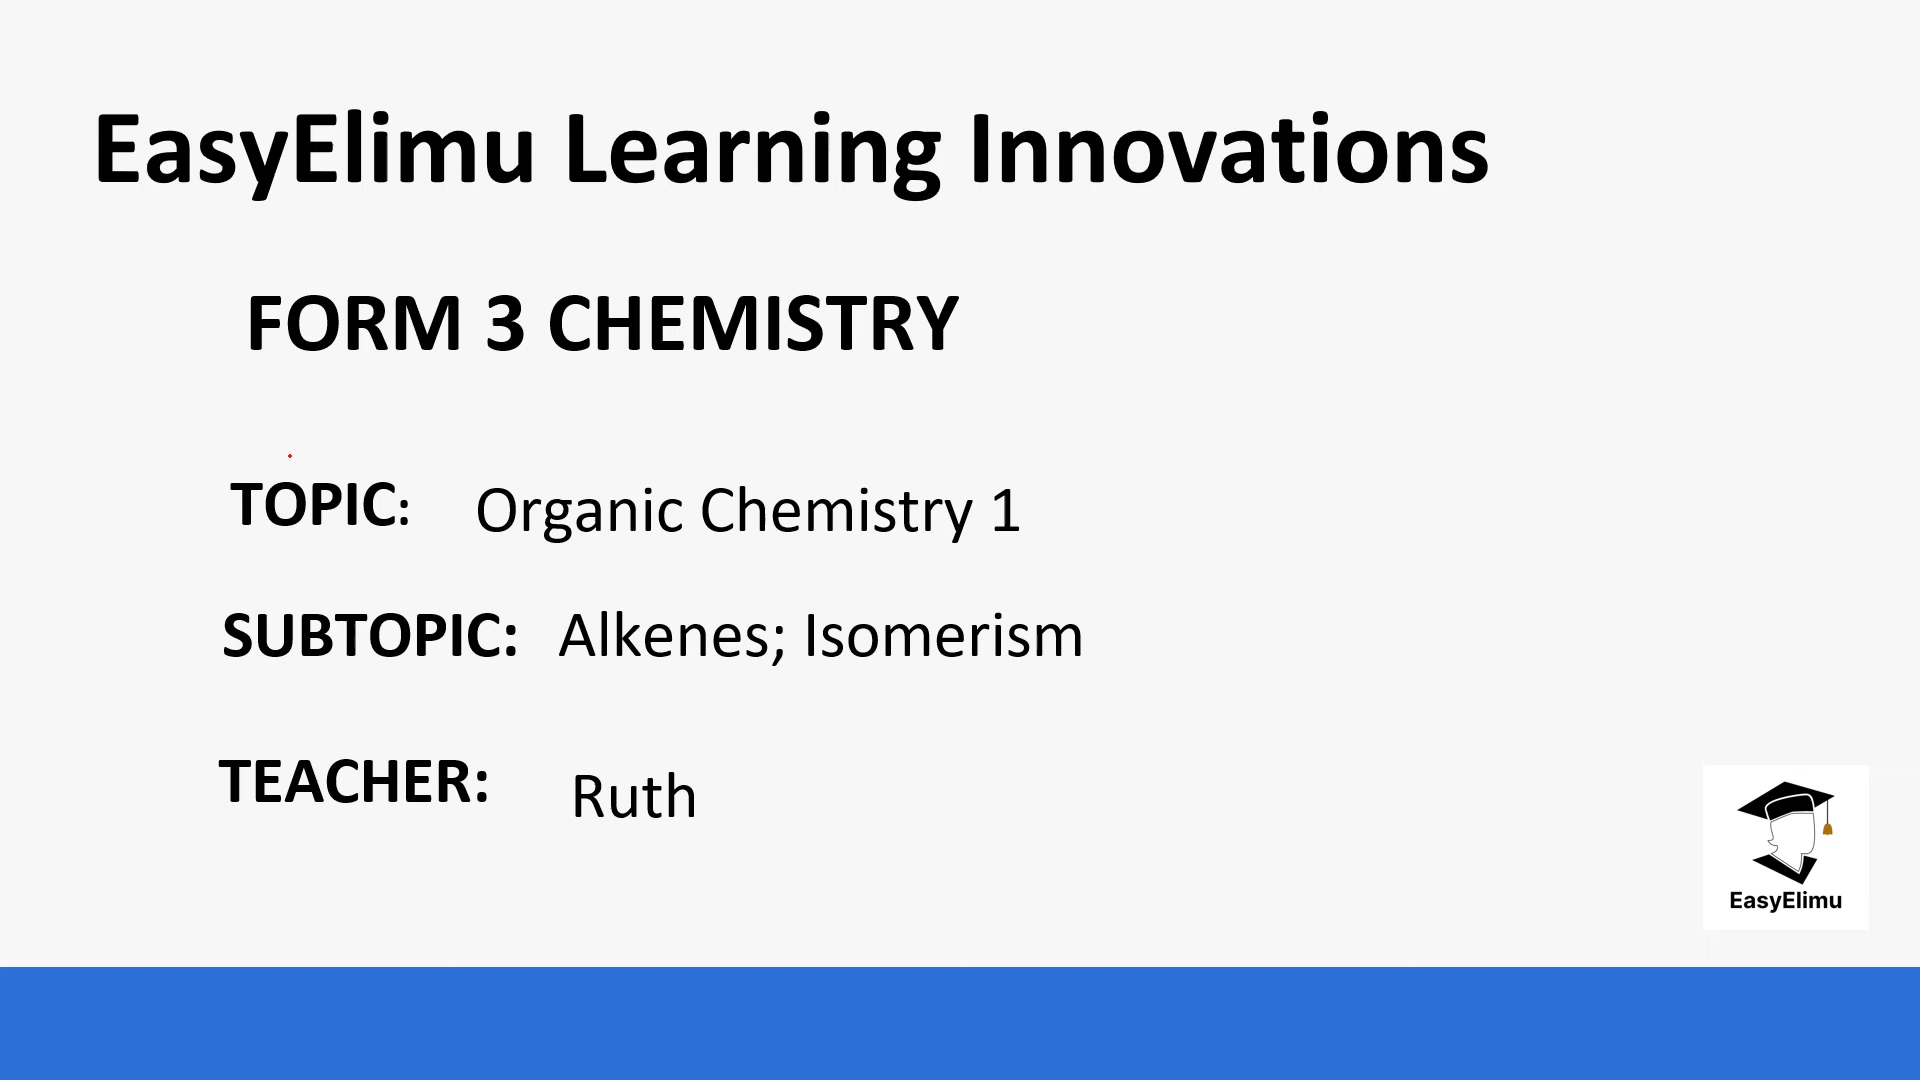 EasyElimu Learning Innovations
FORM 3 CHEMISTRY
TOPIC: Organic Chemistry 1
SUBTOPIC: Alkenes; Isomerism
TEACHER: Ruth
EasyElimu